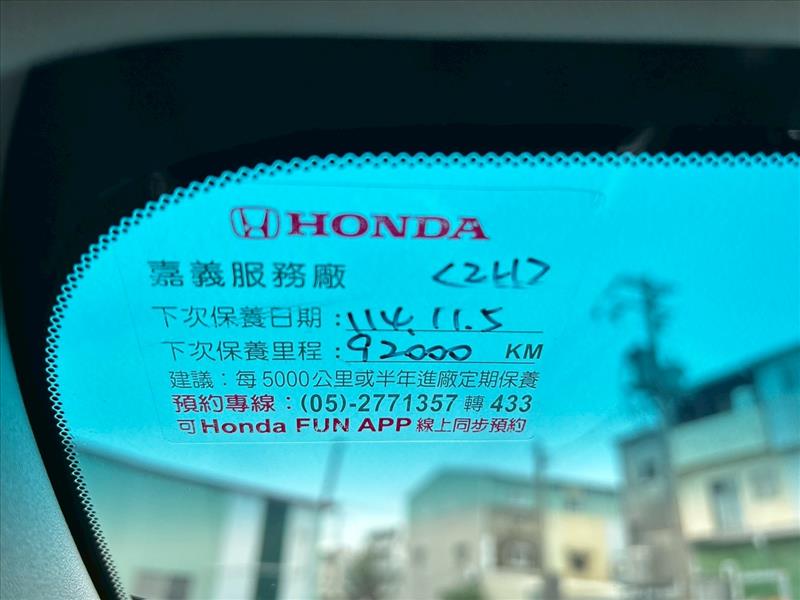 HONDA
嘉義服務廠 <2H>
下次保養日期：114.11.5
下次保養里程：92000 KM
建議：每5000公里或半年進廠定期保養
預約專線：(05)-2771357 轉 433
可Honda FUN APP 線上同步預約